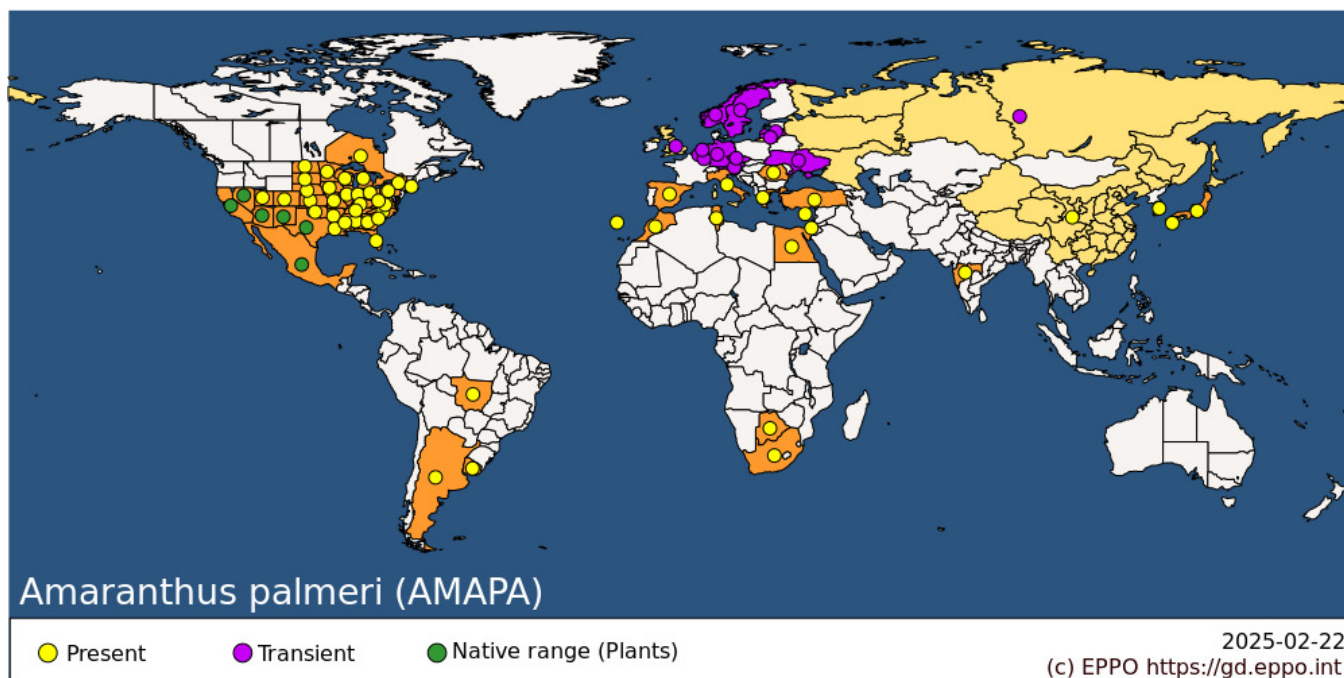 Amaranthus palmeri (AMAPA)
Present
Transient
Native range (Plants)
2025-02-22
(c) EPPO https://gd.eppo.int